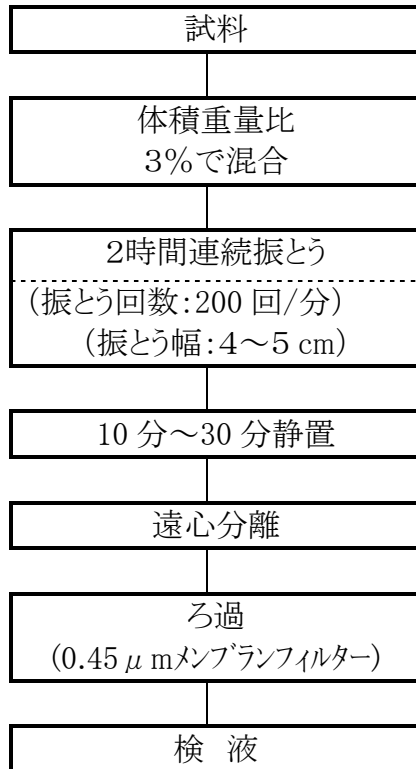 試料
体積重量比
３％で混合
２時間連続振とう
(振とう回数:200 回/分)
(振とう幅:４～５ cm)
10 分～30 分静置
遠心分離
ろ過
(0.45 μ mﾒﾝﾌﾞﾗﾝﾌｨﾙﾀｰ)
検 液